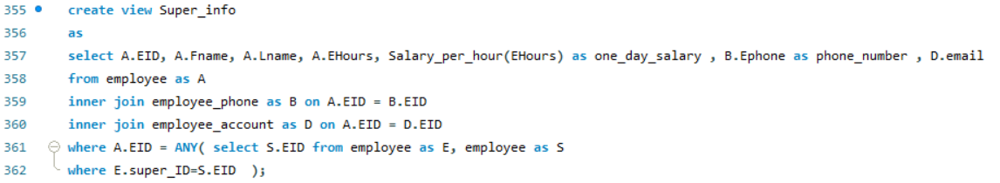 355 create view Super_info
356 as
357 select A.EID, A.Fname, A.Lname, A.EHours, Salary_per_hour(EHours) as one_day_salary , B.Ephone as phone_number , D.email
358 from employee as A
359 inner join employee_phone as B on A.EID = B.EID
360 inner join employee_account as D on A.EID = D.EID
361 where A.EID = ANY( select S.EID from employee as E, employee as S
362 where E.super_ID=S.EID );